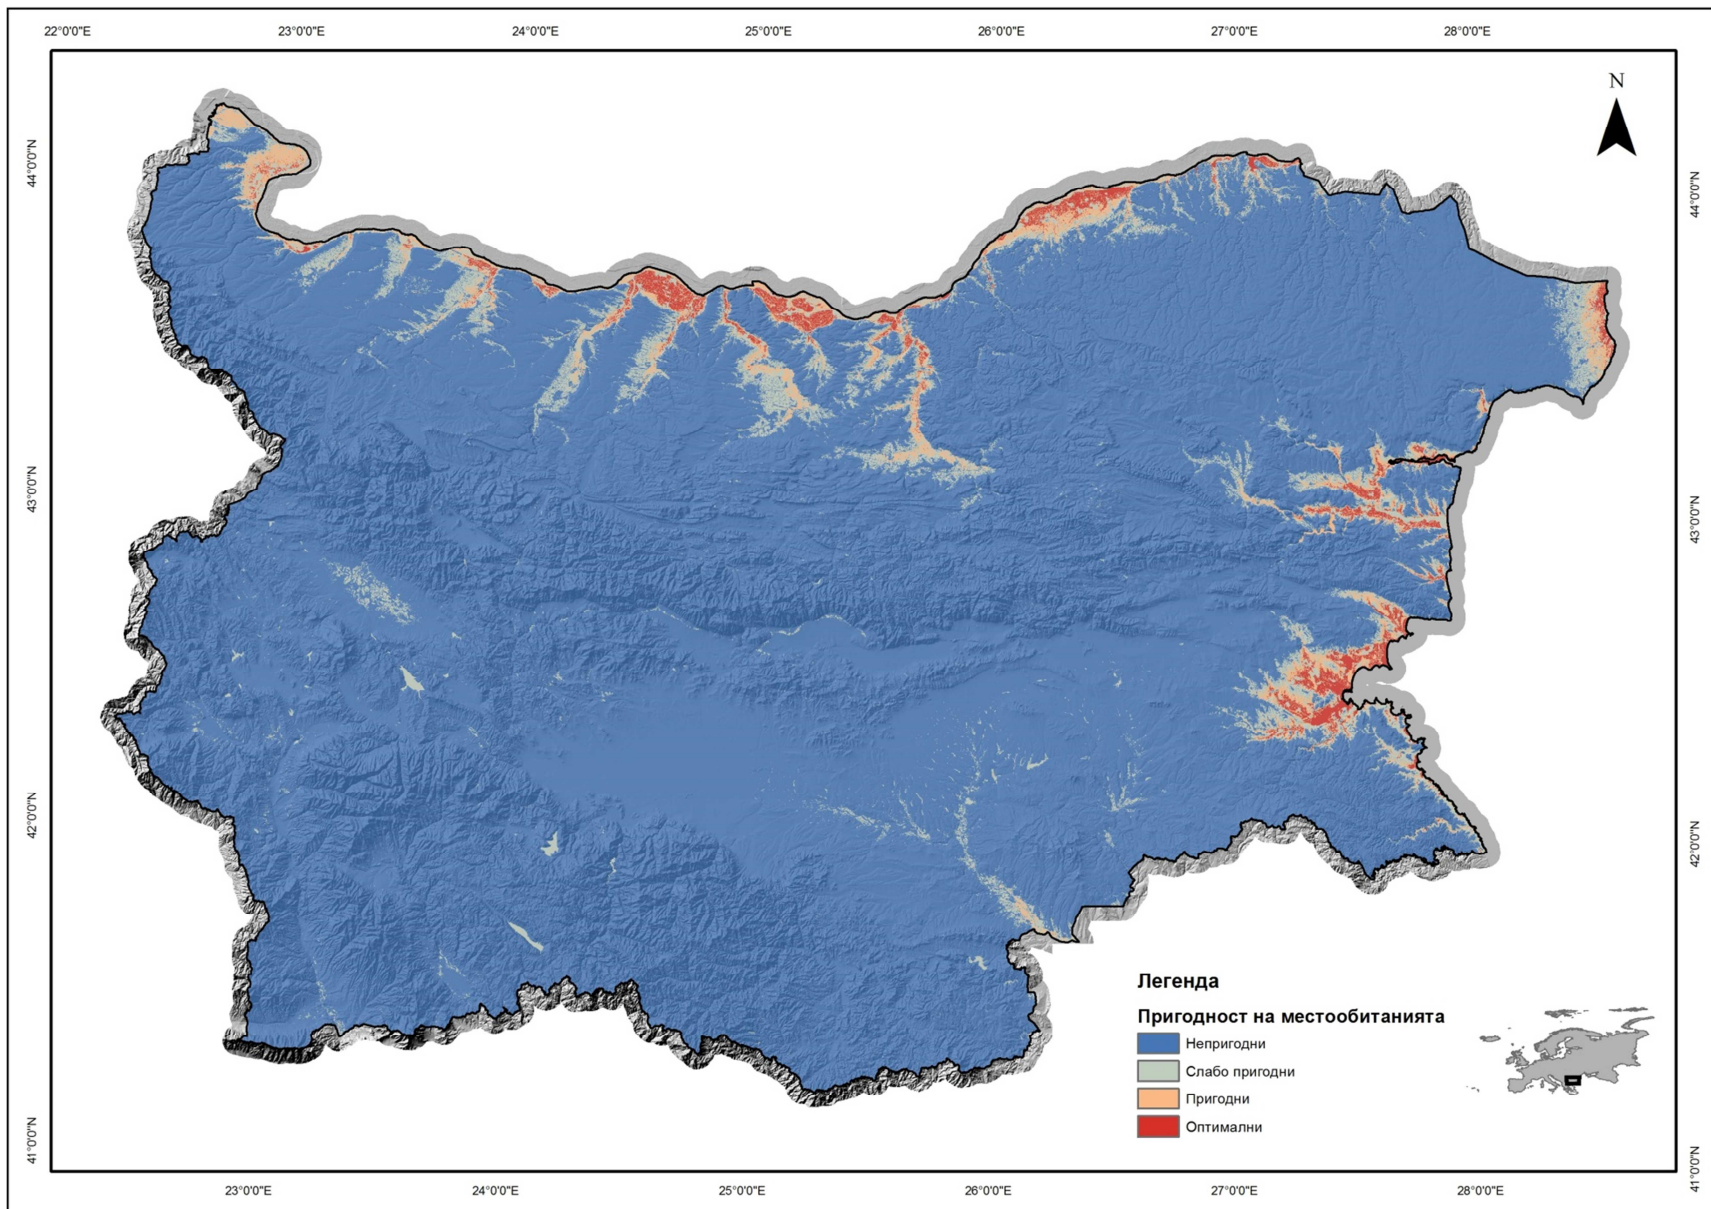 22°0'0"E 23°0'0"E 24°0'0"E 25°0'0"E 26°0'0"E 27°0'0"E 28°0'0"E
N
44°0'0"N
44°0'0"N
43°0'0"N
43°0'0"N
42°0'0"N
42°0'0"N
41°0'0"N
41°0'0"N
Легенда
Пригодност на местообитанията
Непригодни
Слабо пригодни
Пригодни
Оптимални
23°0'0"E 24°0'0"E 25°0'0"E 26°0'0"E 27°0'0"E 28°0'0"E